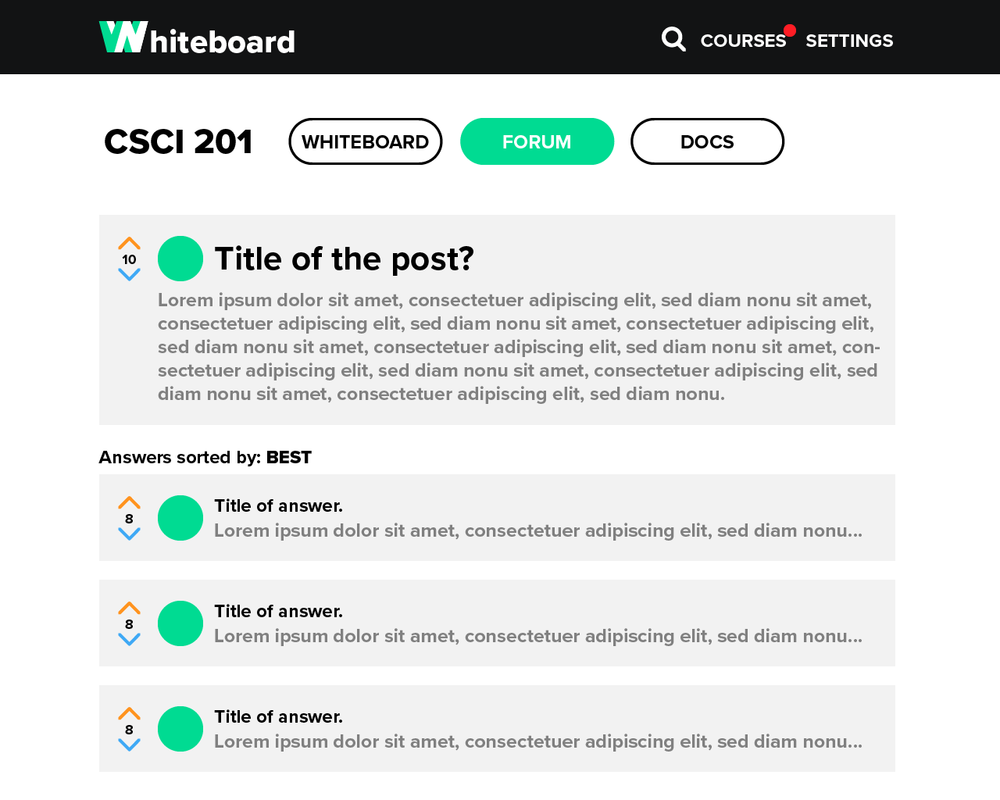 Whiteboard
COURSES
SETTINGS
CSCI 201
WHITEBOARD
FORUM
DOCS
10
Title of the post?
Lorem ipsum dolor sit amet, consectetuer adipiscing elit, sed diam nonu sit amet,
consectetuer adipiscing elit, sed diam nonu sit amet, consectetuer adipiscing elit,
sed diam nonu sit amet, consectetuer adipiscing elit, sed diam nonu sit amet, con-
sectetuer adipiscing elit, sed diam nonu sit amet, consectetuer adipiscing elit, sed
diam nonu sit amet, consectetuer adipiscing elit, sed diam nonu.
Answers sorted by: BEST
8
Title of answer.
Lorem ipsum dolor sit amet, consectetuer adipiscing elit, sed diam nonu...
8
Title of answer.
Lorem ipsum dolor sit amet, consectetuer adipiscing elit, sed diam nonu...
8
Title of answer.
Lorem ipsum dolor sit amet, consectetuer adipiscing elit, sed diam nonu...